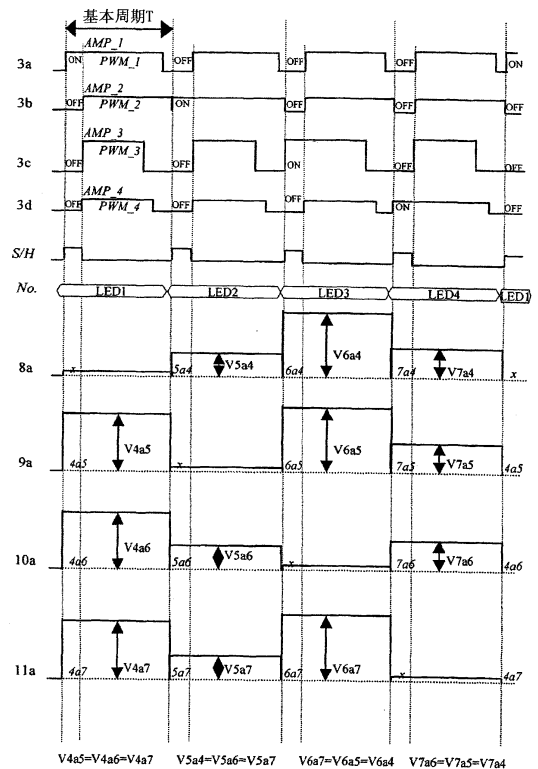 基本周期T
AMP_1
3a ON PWM_1 OFF OFF OFF ON
AMP_2
3b OFF PWM_2 ON OFF OFF OFF
AMP_3
3c OFF PWM_3 OFF ON OFF OFF
AMP_4
3d OFF PWM_4 OFF OFF ON OFF
S/H
No. LED1 LED2 LED3 LED4 LED1
8a x 5a4 V5a4 6a4 V6a4 7a4 V7a4 x
9a 4a5 V4a5 x 6a5 V6a5 7a5 V7a5 4a5
10a 4a6 V4a6 5a6 V5a6 x 7a6 V7a6 4a6
11a 4a7 V4a7 5a7 V5a7 6a7 V6a7 x 4a7
V4a5=V4a6=V4a7 V5a4=V5a6=V5a7 V6a7=V6a5=V6a4 V7a6=V7a5=V7a4